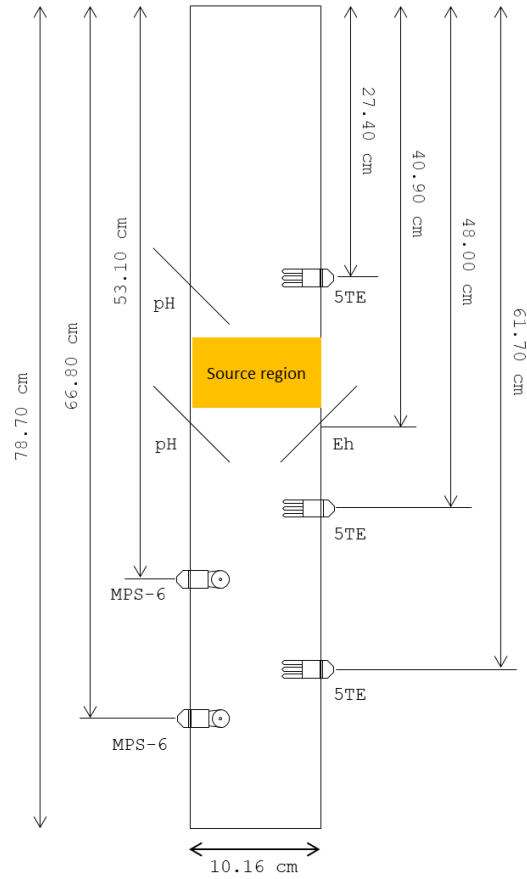 27.40 cm
40.90 cm
48.00 cm
53.10 cm
61.70 cm
66.80 cm
78.70 cm
5TE
pH
Source region
pH
Eh
5TE
MPS-6
5TE
MPS-6
10.16 cm